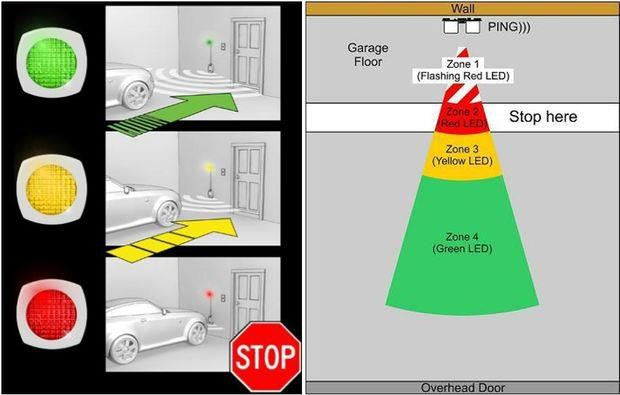 STOP
Wall
PING)))
Garage
Floor
Zone 1
(Flashing Red LED)
Zone 2
(Red LED)
Stop here
Zone 3
(Yellow LED)
Zone 4
(Green LED)
Overhead Door